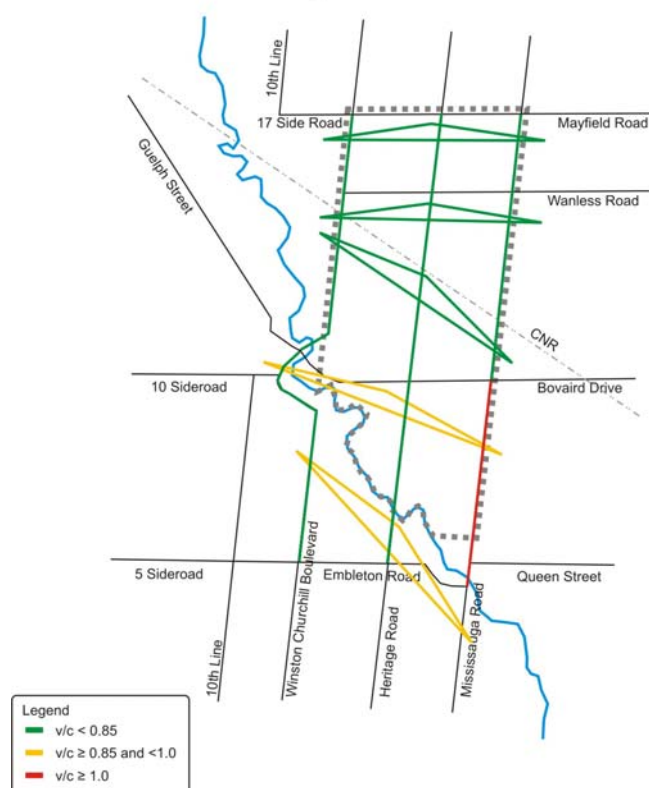 10th Line
17 Side Road
Mayfield Road
Guelph Street
Wanless Road
CNR
10 Sideroad
Bovaird Drive
5 Sideroad
Embleton Road
Queen Street
10th Line
Winston Churchill Boulevard
Heritage Road
Mississauga Road
Legend
v/c < 0.85
v/c ≥ 0.85 and <1.0
v/c ≥ 1.0